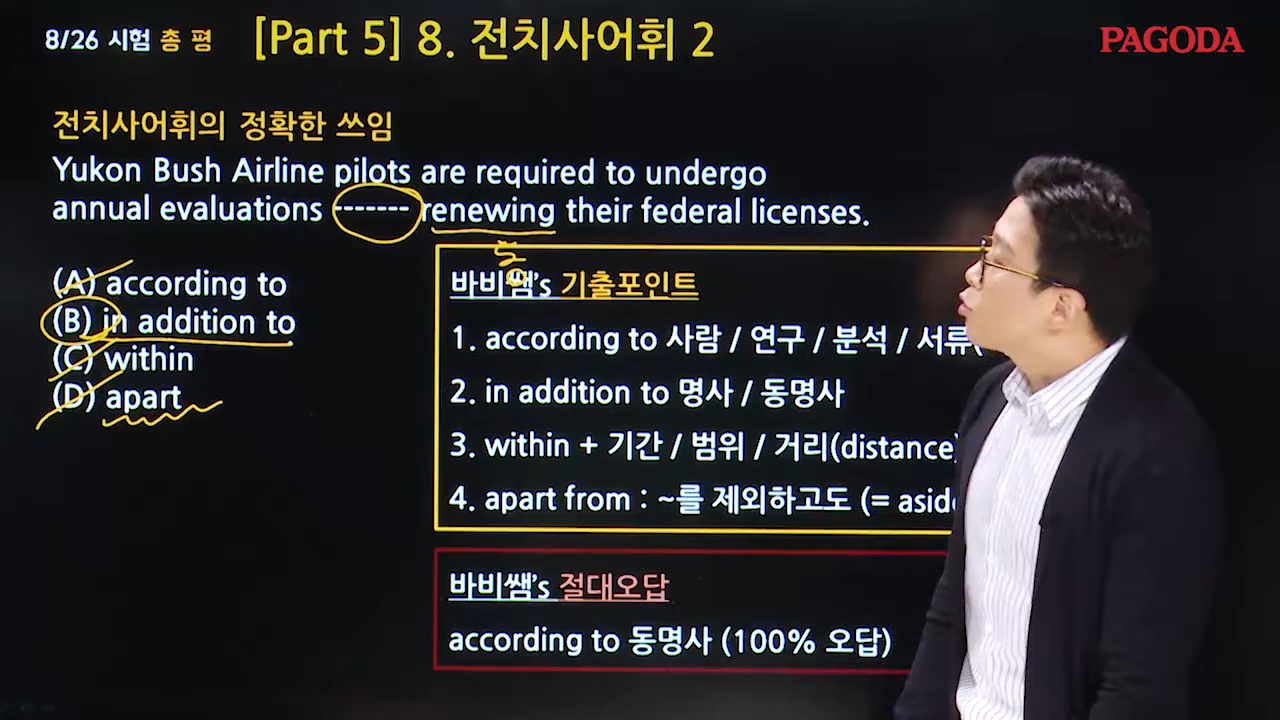 8/26 시험 총 평
[Part 5] 8. 전치사어휘 2
PAGODA
전치사어휘의 정확한 쓰임
Yukon Bush Airline pilots are required to undergo
annual evaluations ------- renewing their federal licenses.
(A) according to
(B) in addition to
(C) within
(D) apart
바비쌤's 기출포인트
1. according to 사람 / 연구 / 분석 / 서류(
2. in addition to 명사 / 동명사
3. within + 기간 / 범위 / 거리(distance)
4. apart from : ~를 제외하고도 (= aside
바비쌤's 절대오답
according to 동명사 (100% 오답)